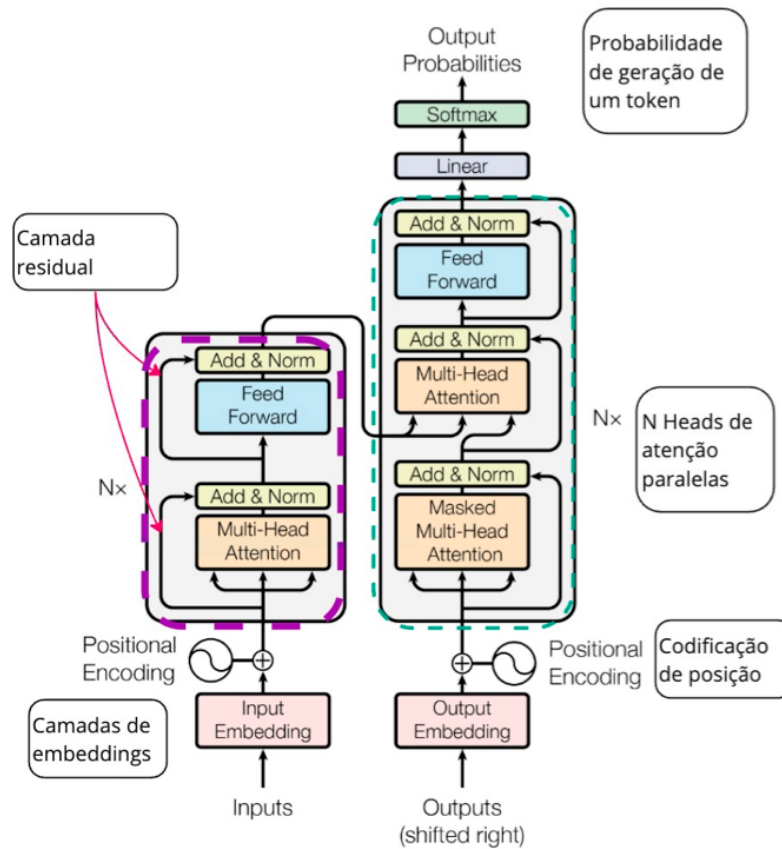 Output
Probabilities
Probabilidade
de geração de
um token
Softmax
Linear
Camada
residual
Add & Norm
Feed
Forward
Add & Norm
Multi-Head
Attention
Add & Norm
Masked
Multi-Head
Attention
N×
N Heads de
atenção
paralelas
Add & Norm
Feed
Forward
N×
Add & Norm
Multi-Head
Attention
Positional
Encoding
Positional
Encoding
Codificação
de posição
Camadas de
embeddings
Input
Embedding
Output
Embedding
Inputs
Outputs
(shifted right)